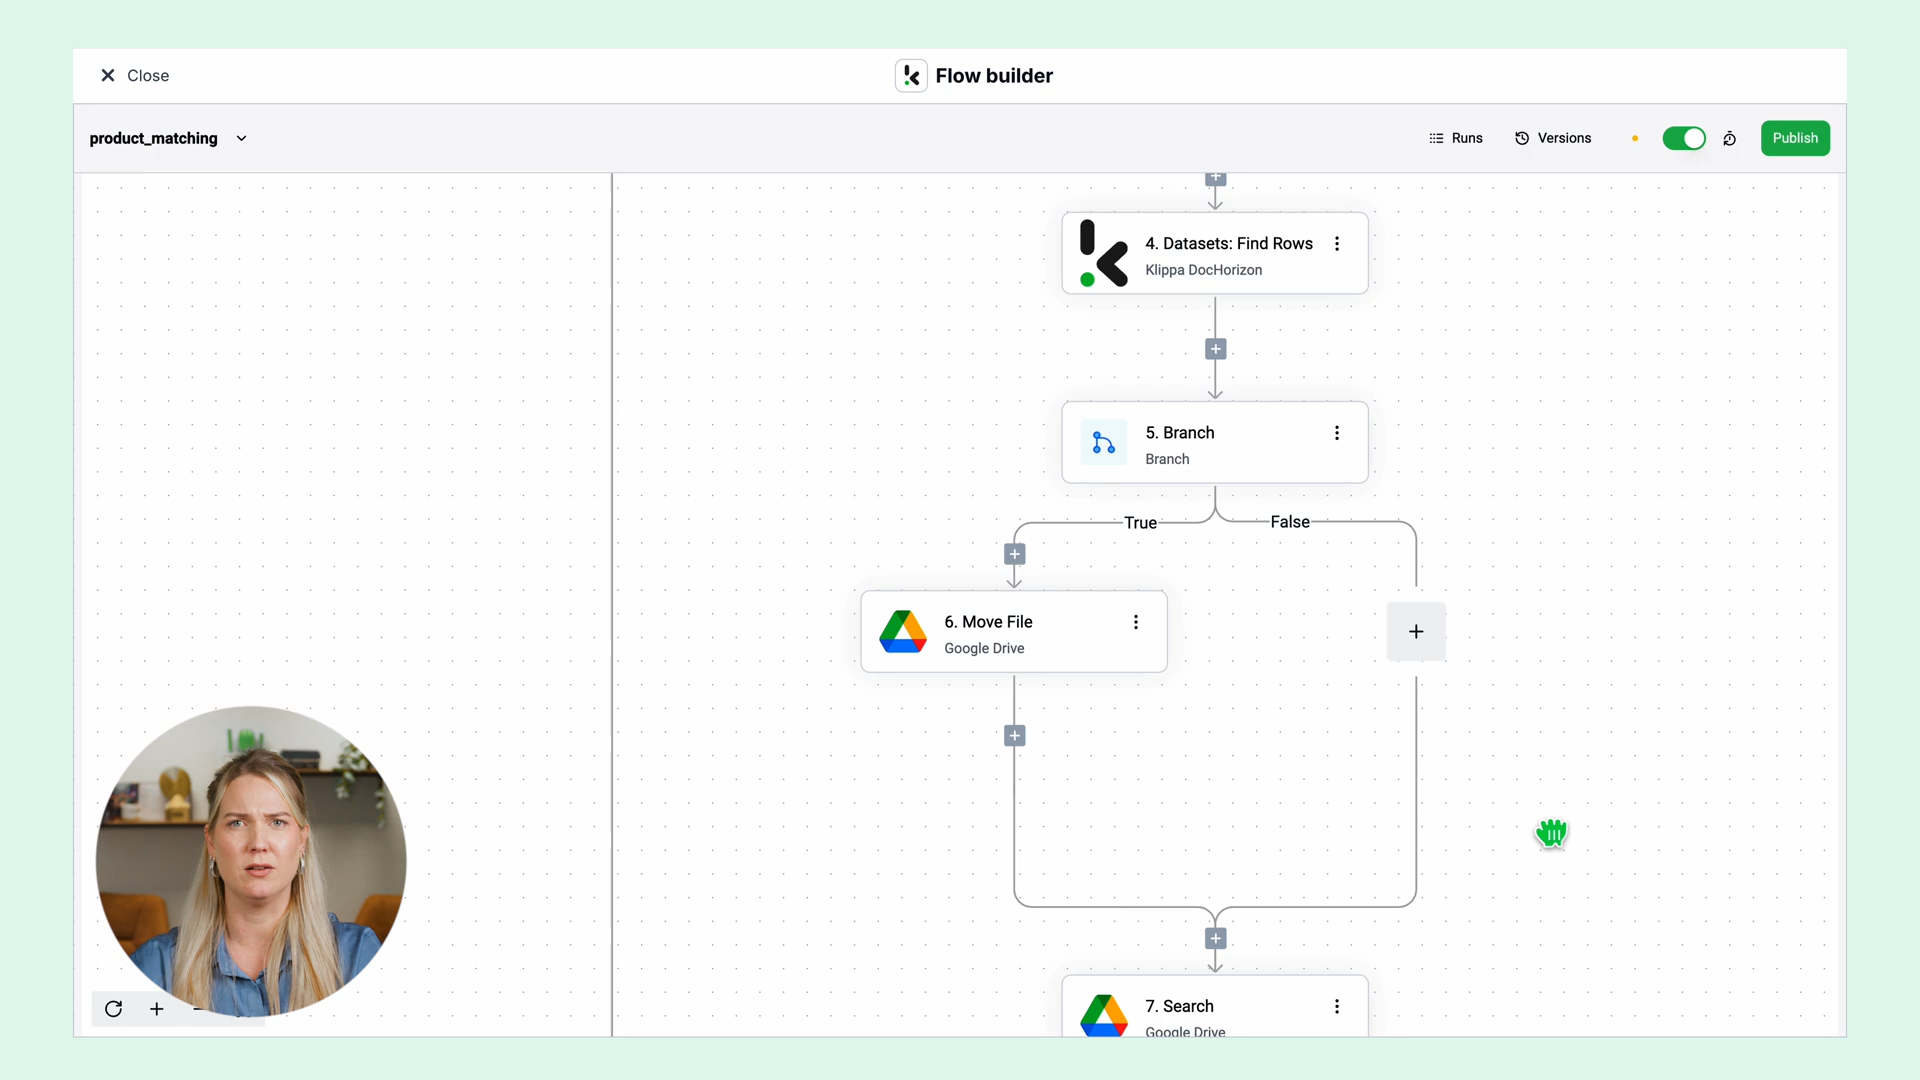 Close
Flow builder
product_matching
Runs
Versions
Publish
4. Datasets: Find Rows
Klippa DocHorizon
5. Branch
Branch
True
False
6. Move File
Google Drive
7. Search
Google Drive